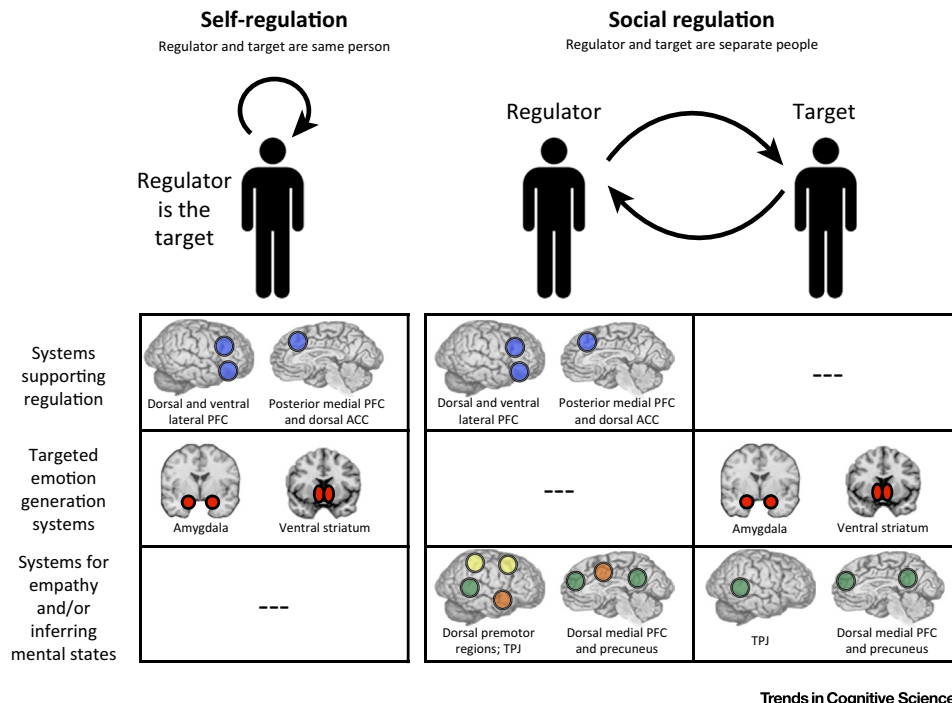 Self-regulation
Regulator and target are same person
Social regulation
Regulator and target are separate people
Regulator
is the
target
Regulator
Target
Systems
supporting
regulation
Dorsal and ventral
lateral PFC
Posterior medial PFC
and dorsal ACC
Dorsal and ventral
lateral PFC
Posterior medial PFC
and dorsal ACC
---
Targeted
emotion
generation
systems
Amygdala
Ventral striatum
---
Amygdala
Ventral striatum
Systems for
empathy
and/or
inferring
mental states
---
Dorsal premotor
regions; TPJ
Dorsal medial PFC
and precuneus
TPJ
Dorsal medial PFC
and precuneus
Trends in Cognitive Science